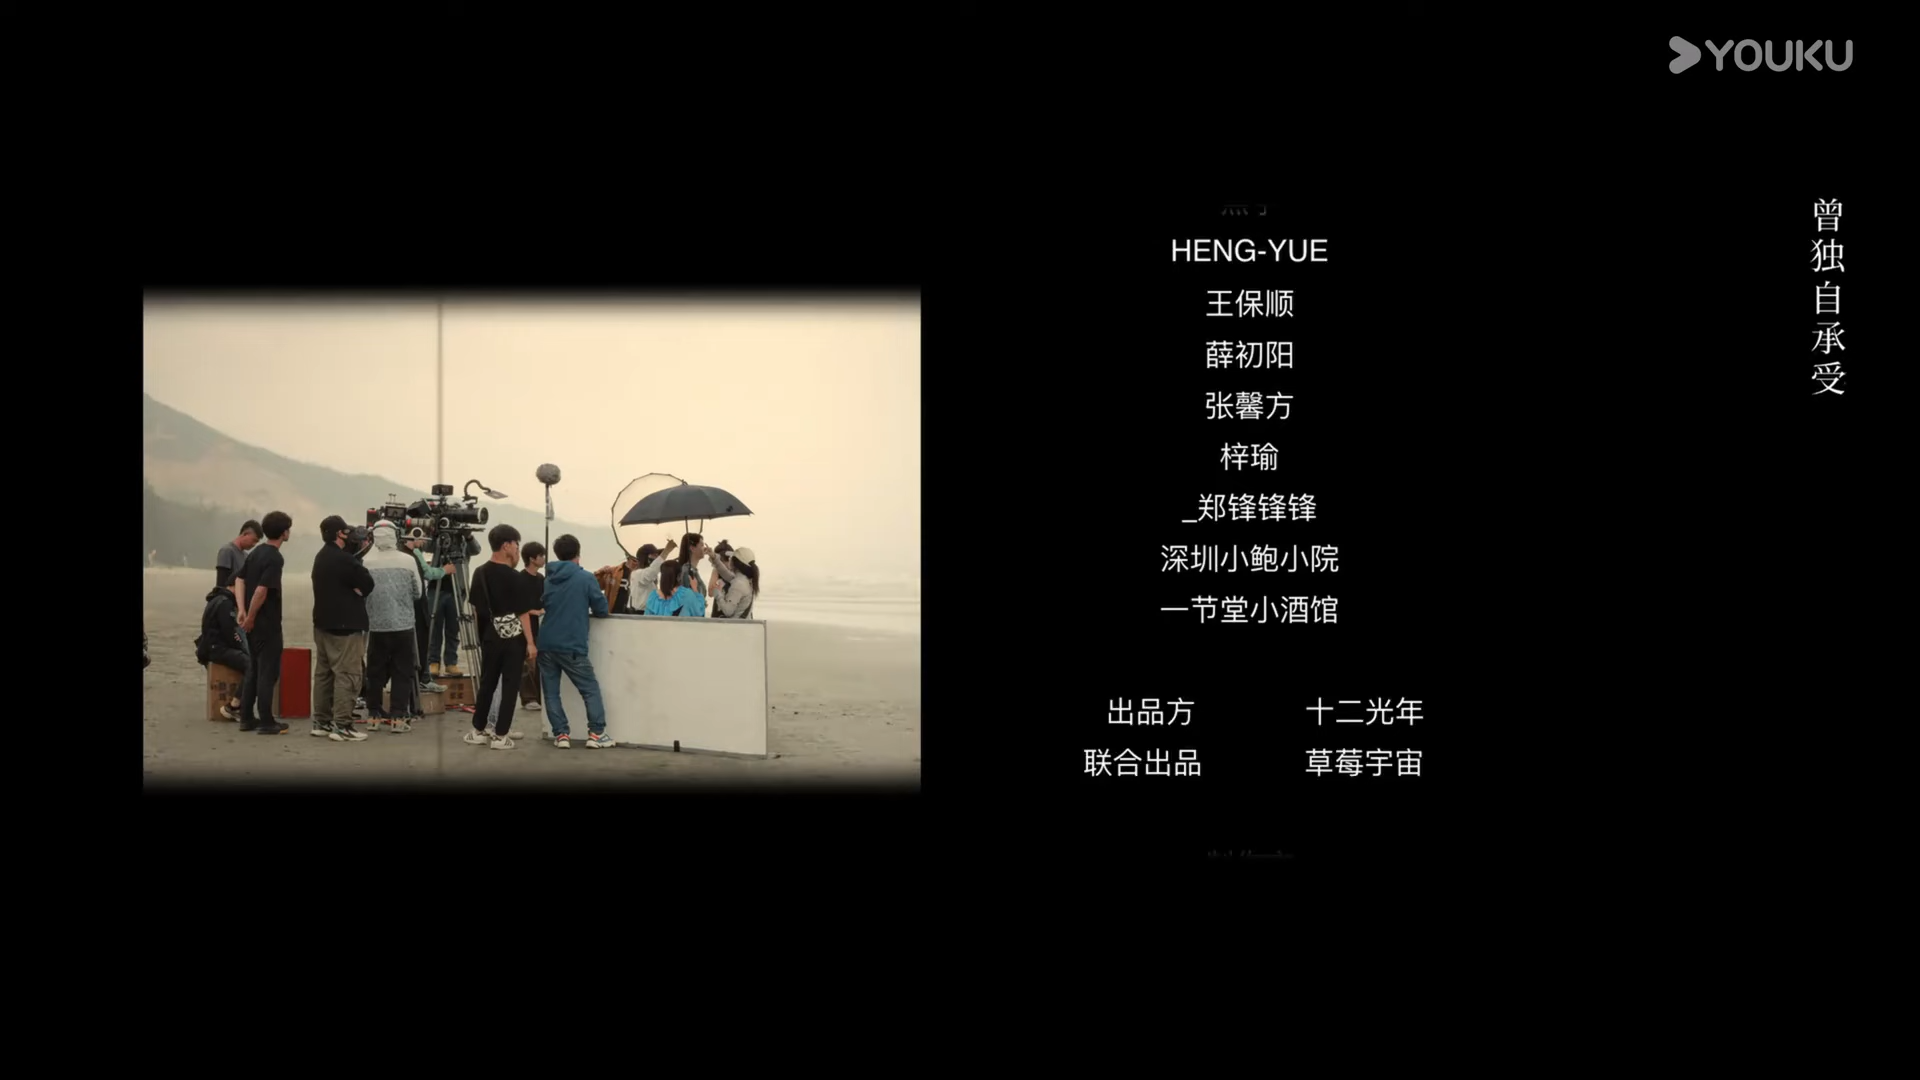 YOUKU
HENG-YUE
王保顺
薛初阳
张馨方
梓瑜
_郑锋锋锋
深圳小鲍小院
一节堂小酒馆
出品方 十二光年
联合出品 草莓宇宙
曾独自承受